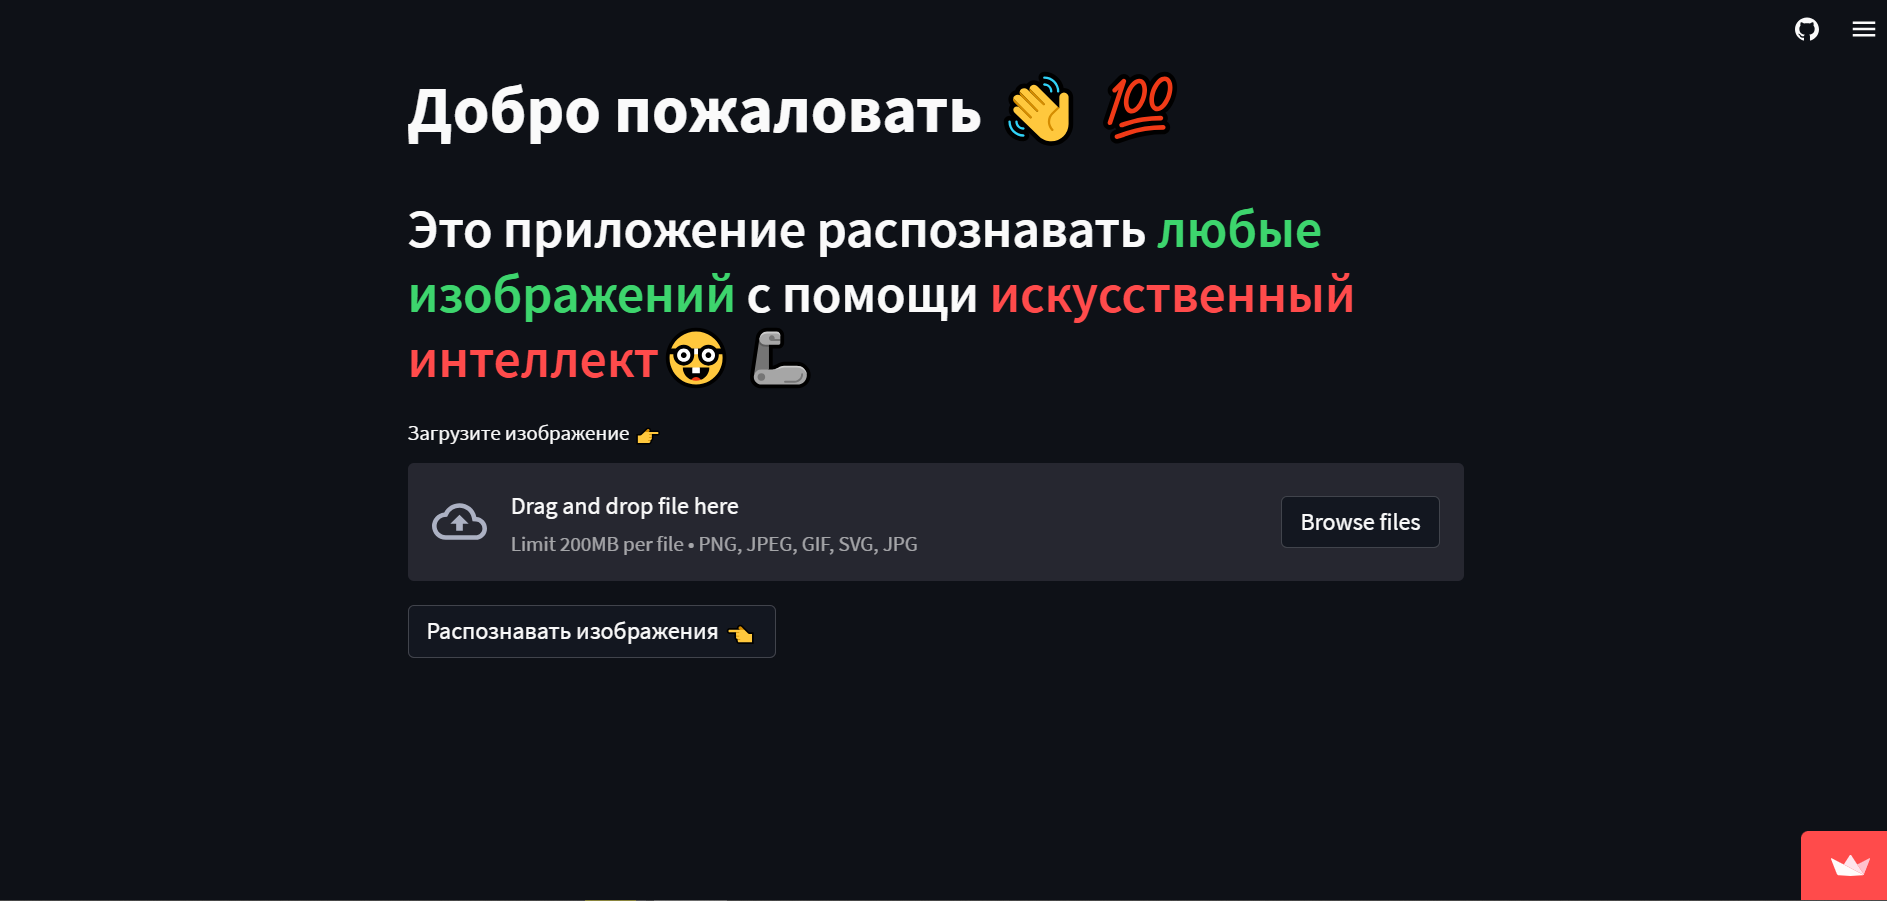 Добро пожаловать 👋 💯
Это приложение распознавать любые
изображений с помощи искусственный
интеллект🤓 🦾
Загрузите изображение 👉
Drag and drop file here
Limit 200MB per file • PNG, JPEG, GIF, SVG, JPG
Browse files
Распознавать изображения 👈